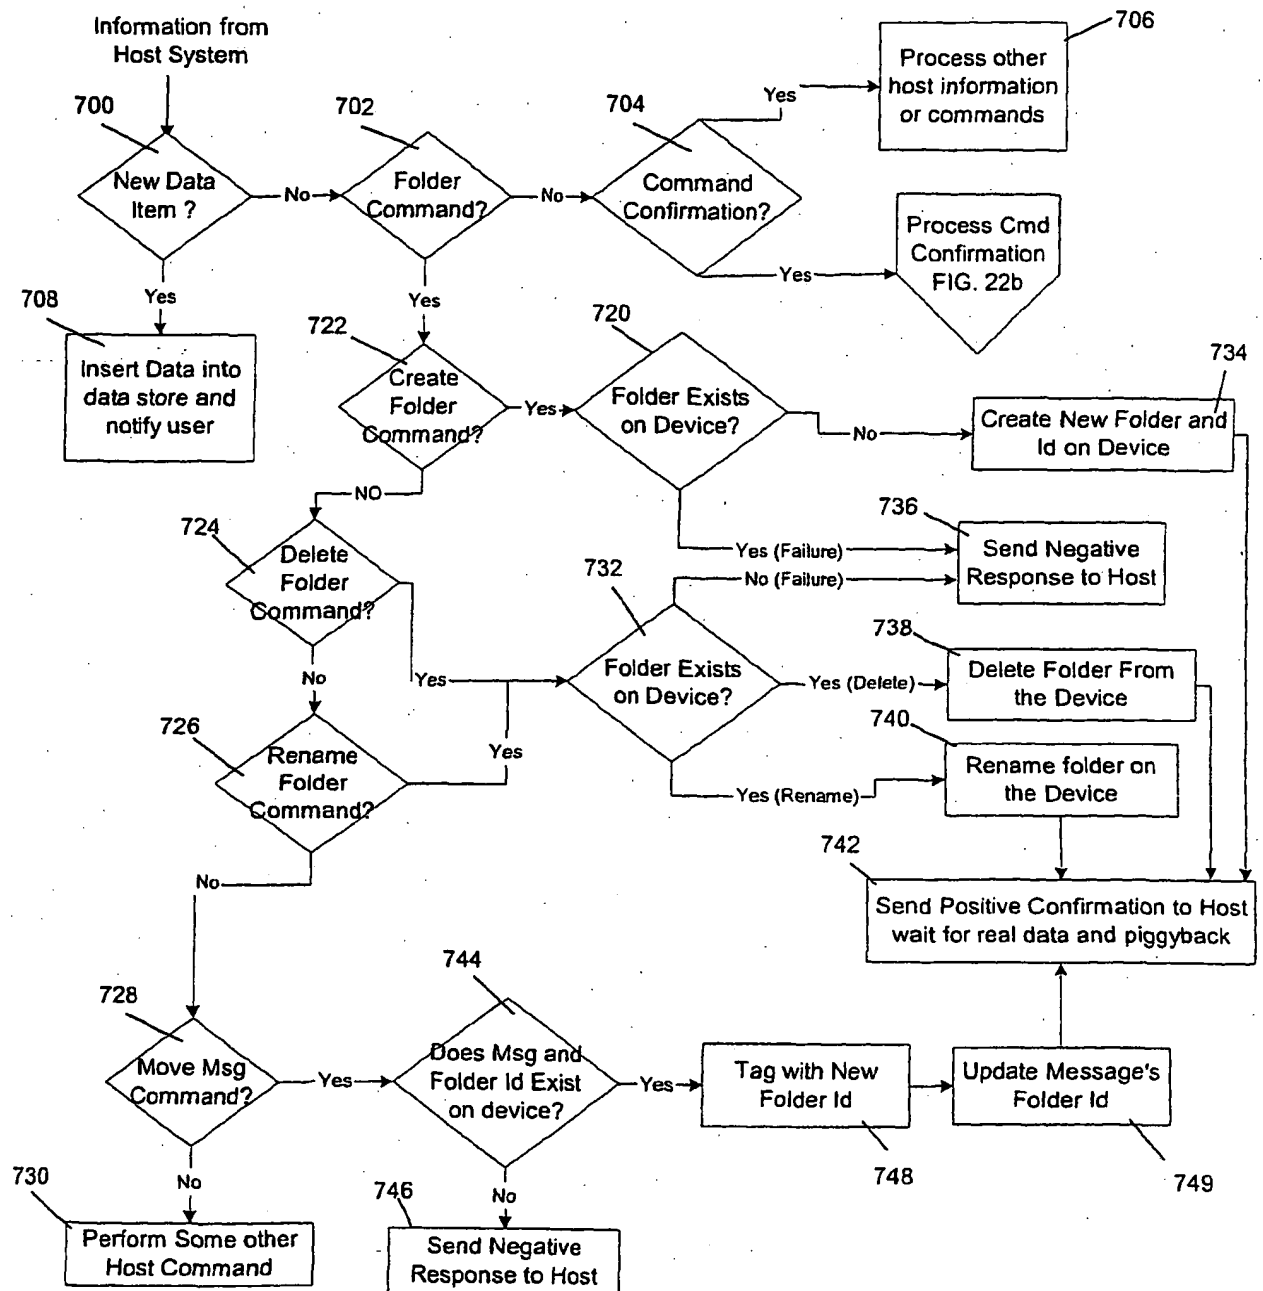 Information from
Host System
700
New Data
Item ?
No
702
Folder
Command?
No
704
Command
Confirmation?
Yes
706
Process other
host information
or commands
Yes
Process Cmd
Confirmation
FIG. 22b
Yes
708
Insert Data into
data store and
notify user
Yes
722
Create
Folder
Command?
Yes
720
Folder Exists
on Device?
No
734
Create New Folder and
Id on Device
NO
724
Delete
Folder
Command?
Yes (Failure)
No (Failure)
736
Send Negative
Response to Host
732
Folder Exists
on Device?
No
Yes
Yes (Delete)
738
Delete Folder From
the Device
726
Rename
Folder
Command?
Yes
Yes (Rename)
740
Rename folder on
the Device
No
742
Send Positive Confirmation to Host
wait for real data and piggyback
728
Move Msg
Command?
Yes
744
Does Msg and
Folder Id Exist
on device?
Yes
Tag with New
Folder Id
748
Update Message's
Folder Id
749
No
730
Perform Some other
Host Command
No
746
Send Negative
Response to Host